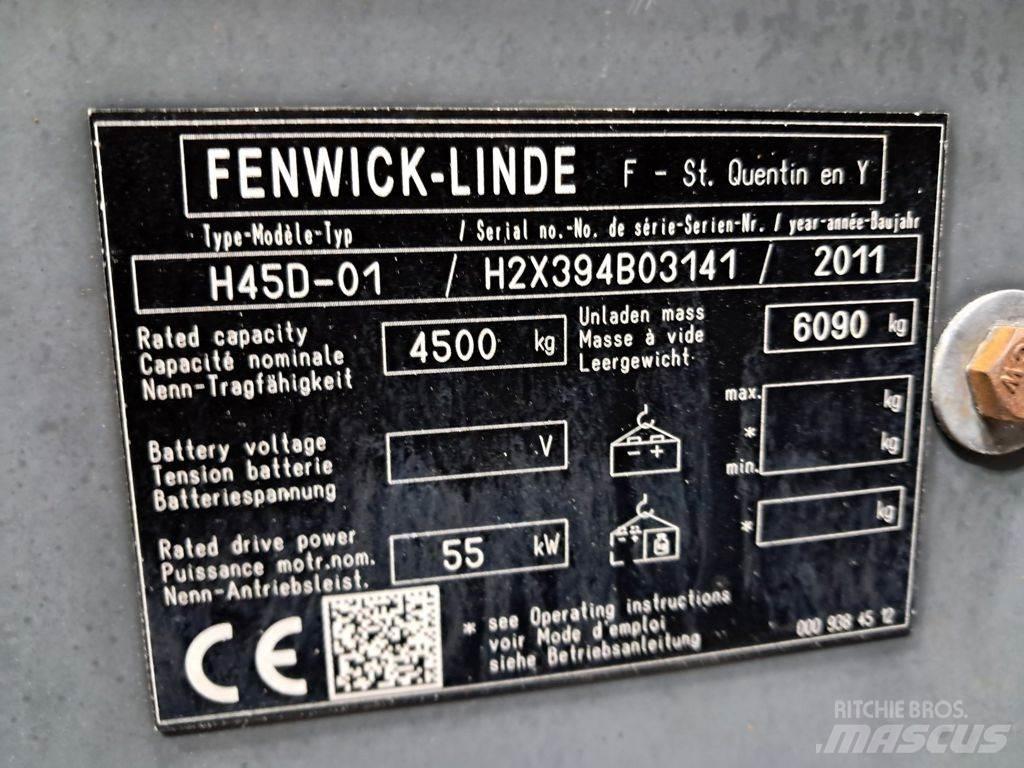 FENWICK-LINDE F - St. Quentin en Y
Type-Modèle-Typ / Serial no.-No. de série-Serien-Nr. / year-année-Baujahr
H45D-01 / H2X394B03141 / 2011
Rated capacity
Capacité nominale
Nenn-Tragfähigkeit
4500 kg
Unladen mass
Masse à vide
Leergewicht
6090 kg
Battery voltage
Tension batterie
Batteriespannung
V
- +
max. kg
* kg
min.
Rated drive power
Puissance motr.nom.
Nenn-Antriebsleist.
55 kW
* kg
CE
* see Operating instructions
voir Mode d'emploi
siehe Betriebsanleitung
000 938 45 12
RITCHIE BROS.
MASCUS